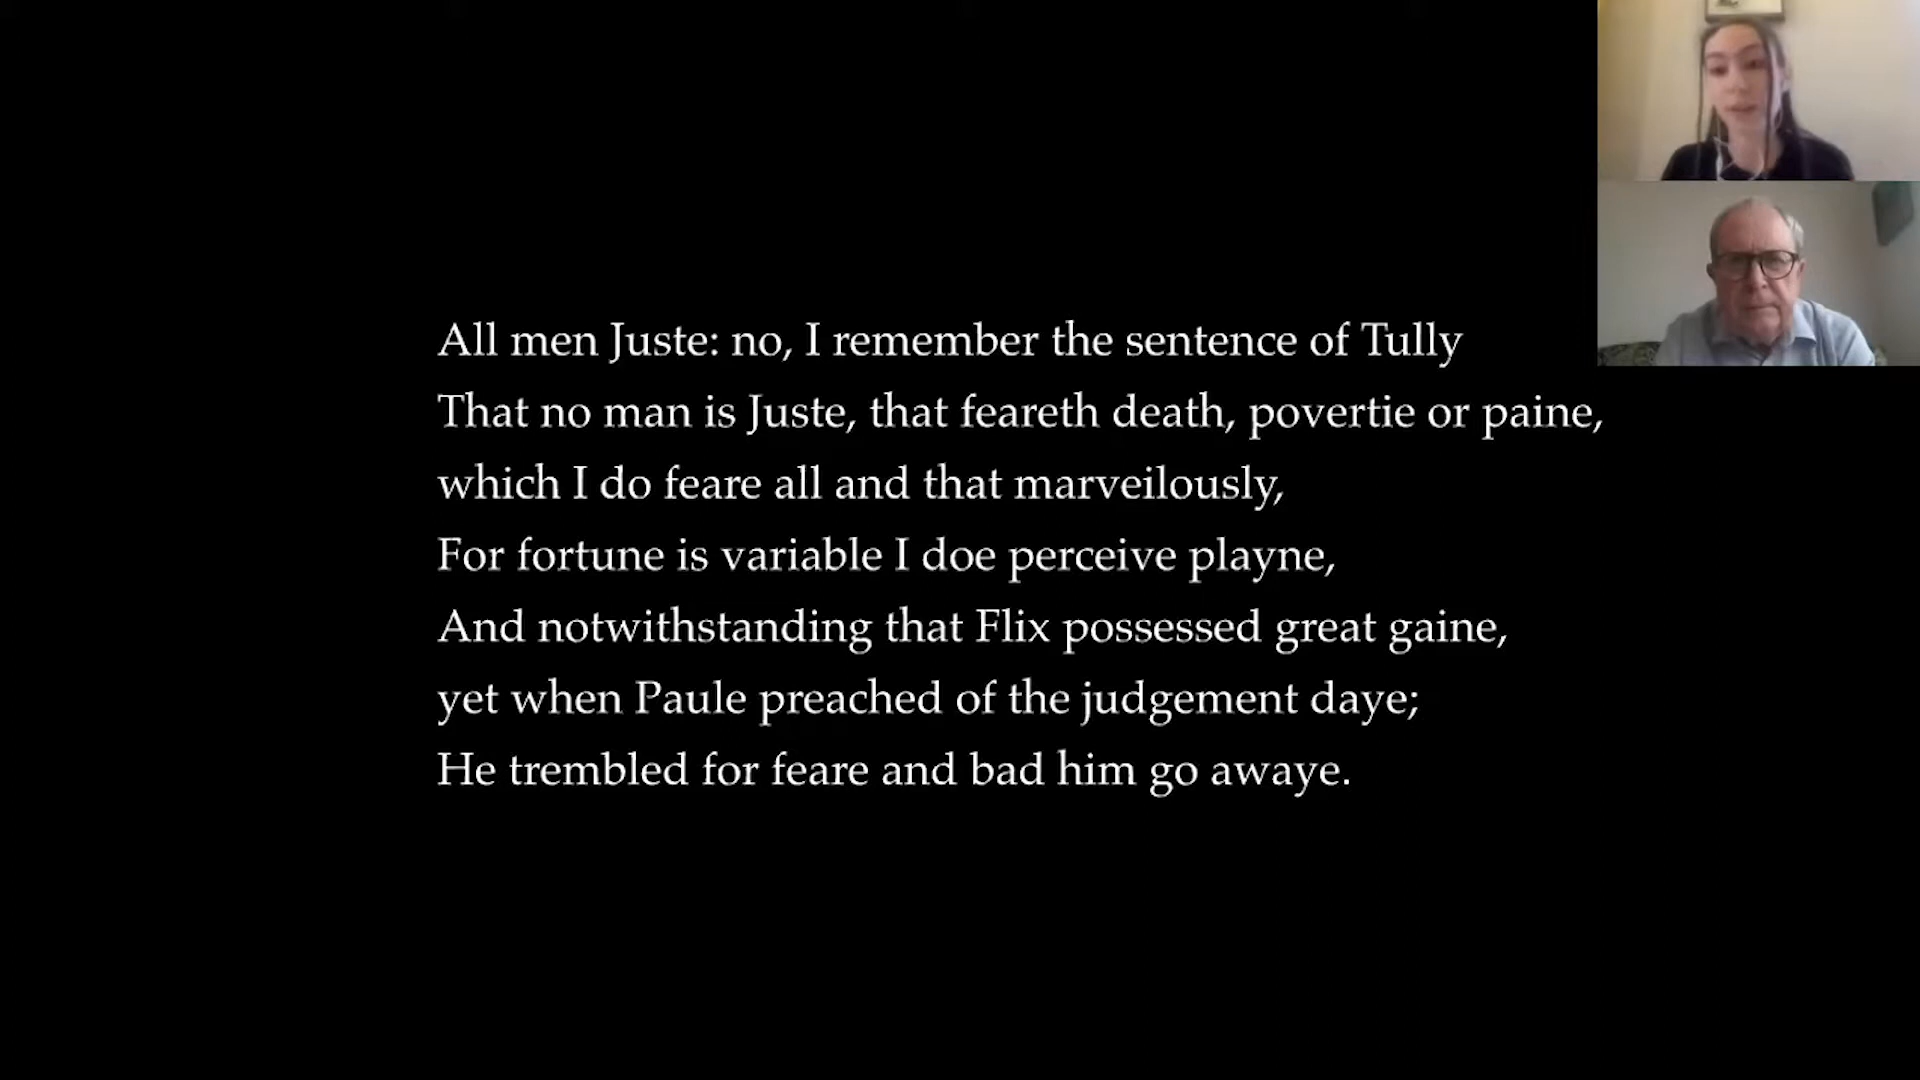 All men Juste: no, I remember the sentence of Tully
That no man is Juste, that feareth death, povertie or paine,
which I do feare all and that marveilously,
For fortune is variable I doe perceive playne,
And notwithstanding that Flix possessed great gaine,
yet when Paule preached of the judgement daye;
He trembled for feare and bad him go awaye.